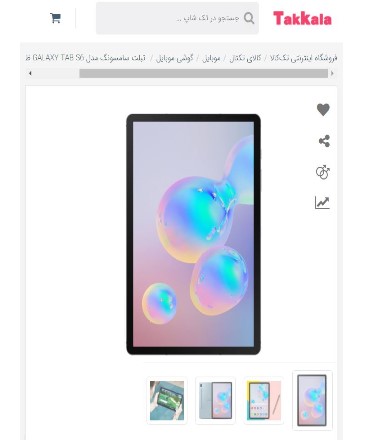 Takkala
جستجو در تک شاپ ...
فروشگاه اینترنتی تک‌کالا / کالای دیجیتال / موبایل / گوشی موبایل / تبلت سامسونگ مدل GALAXY TAB S6